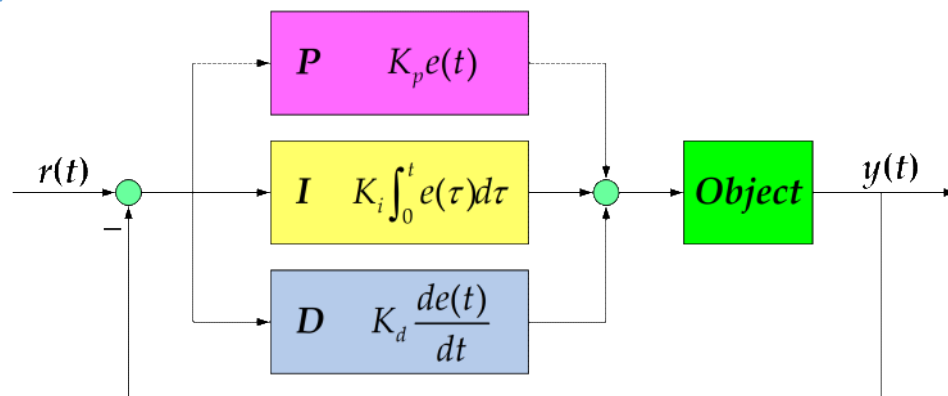 P K_p e(t)
r(t)
I K_i ∫_0^t e(τ)dτ
Object
y(t)
−
D K_d de(t)/dt